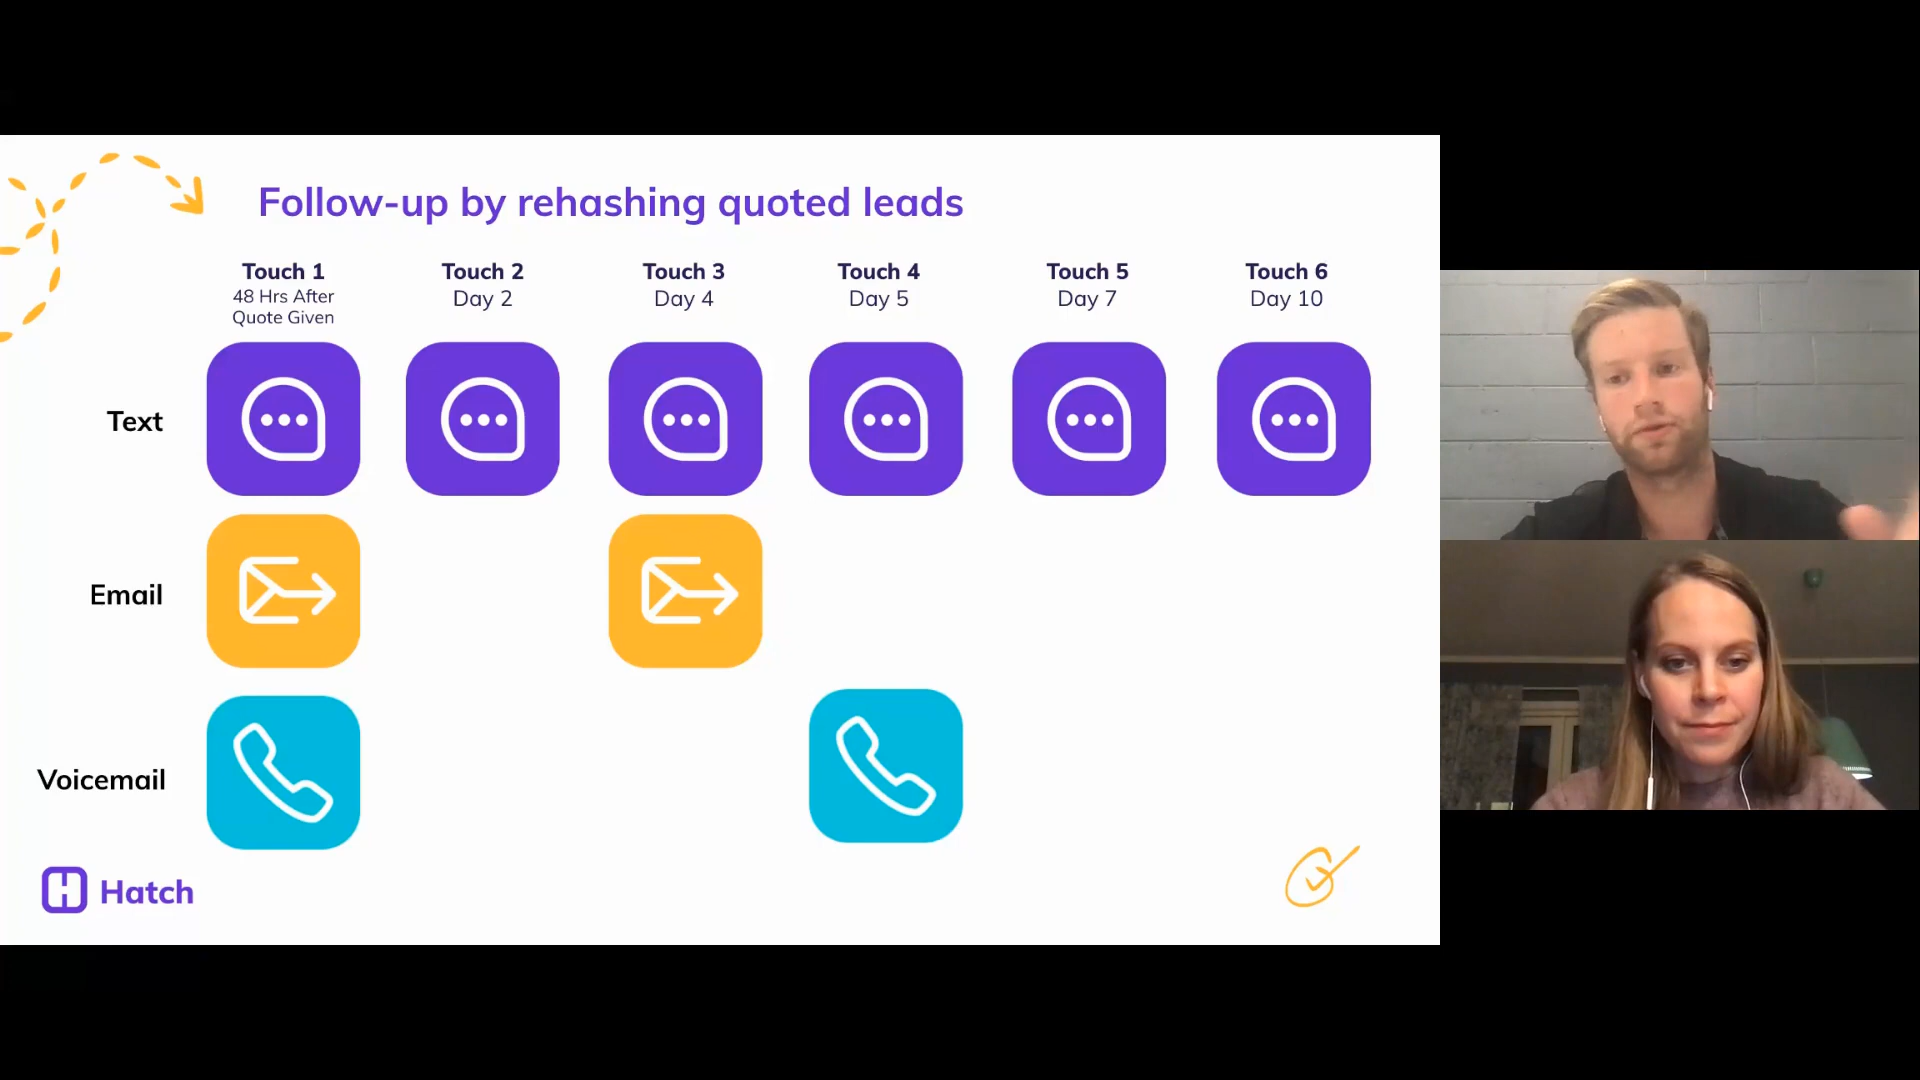 Follow-up by rehashing quoted leads
Touch 1
48 Hrs After
Quote Given
Touch 2
Day 2
Touch 3
Day 4
Touch 4
Day 5
Touch 5
Day 7
Touch 6
Day 10
Text
Email
Voicemail
Hatch